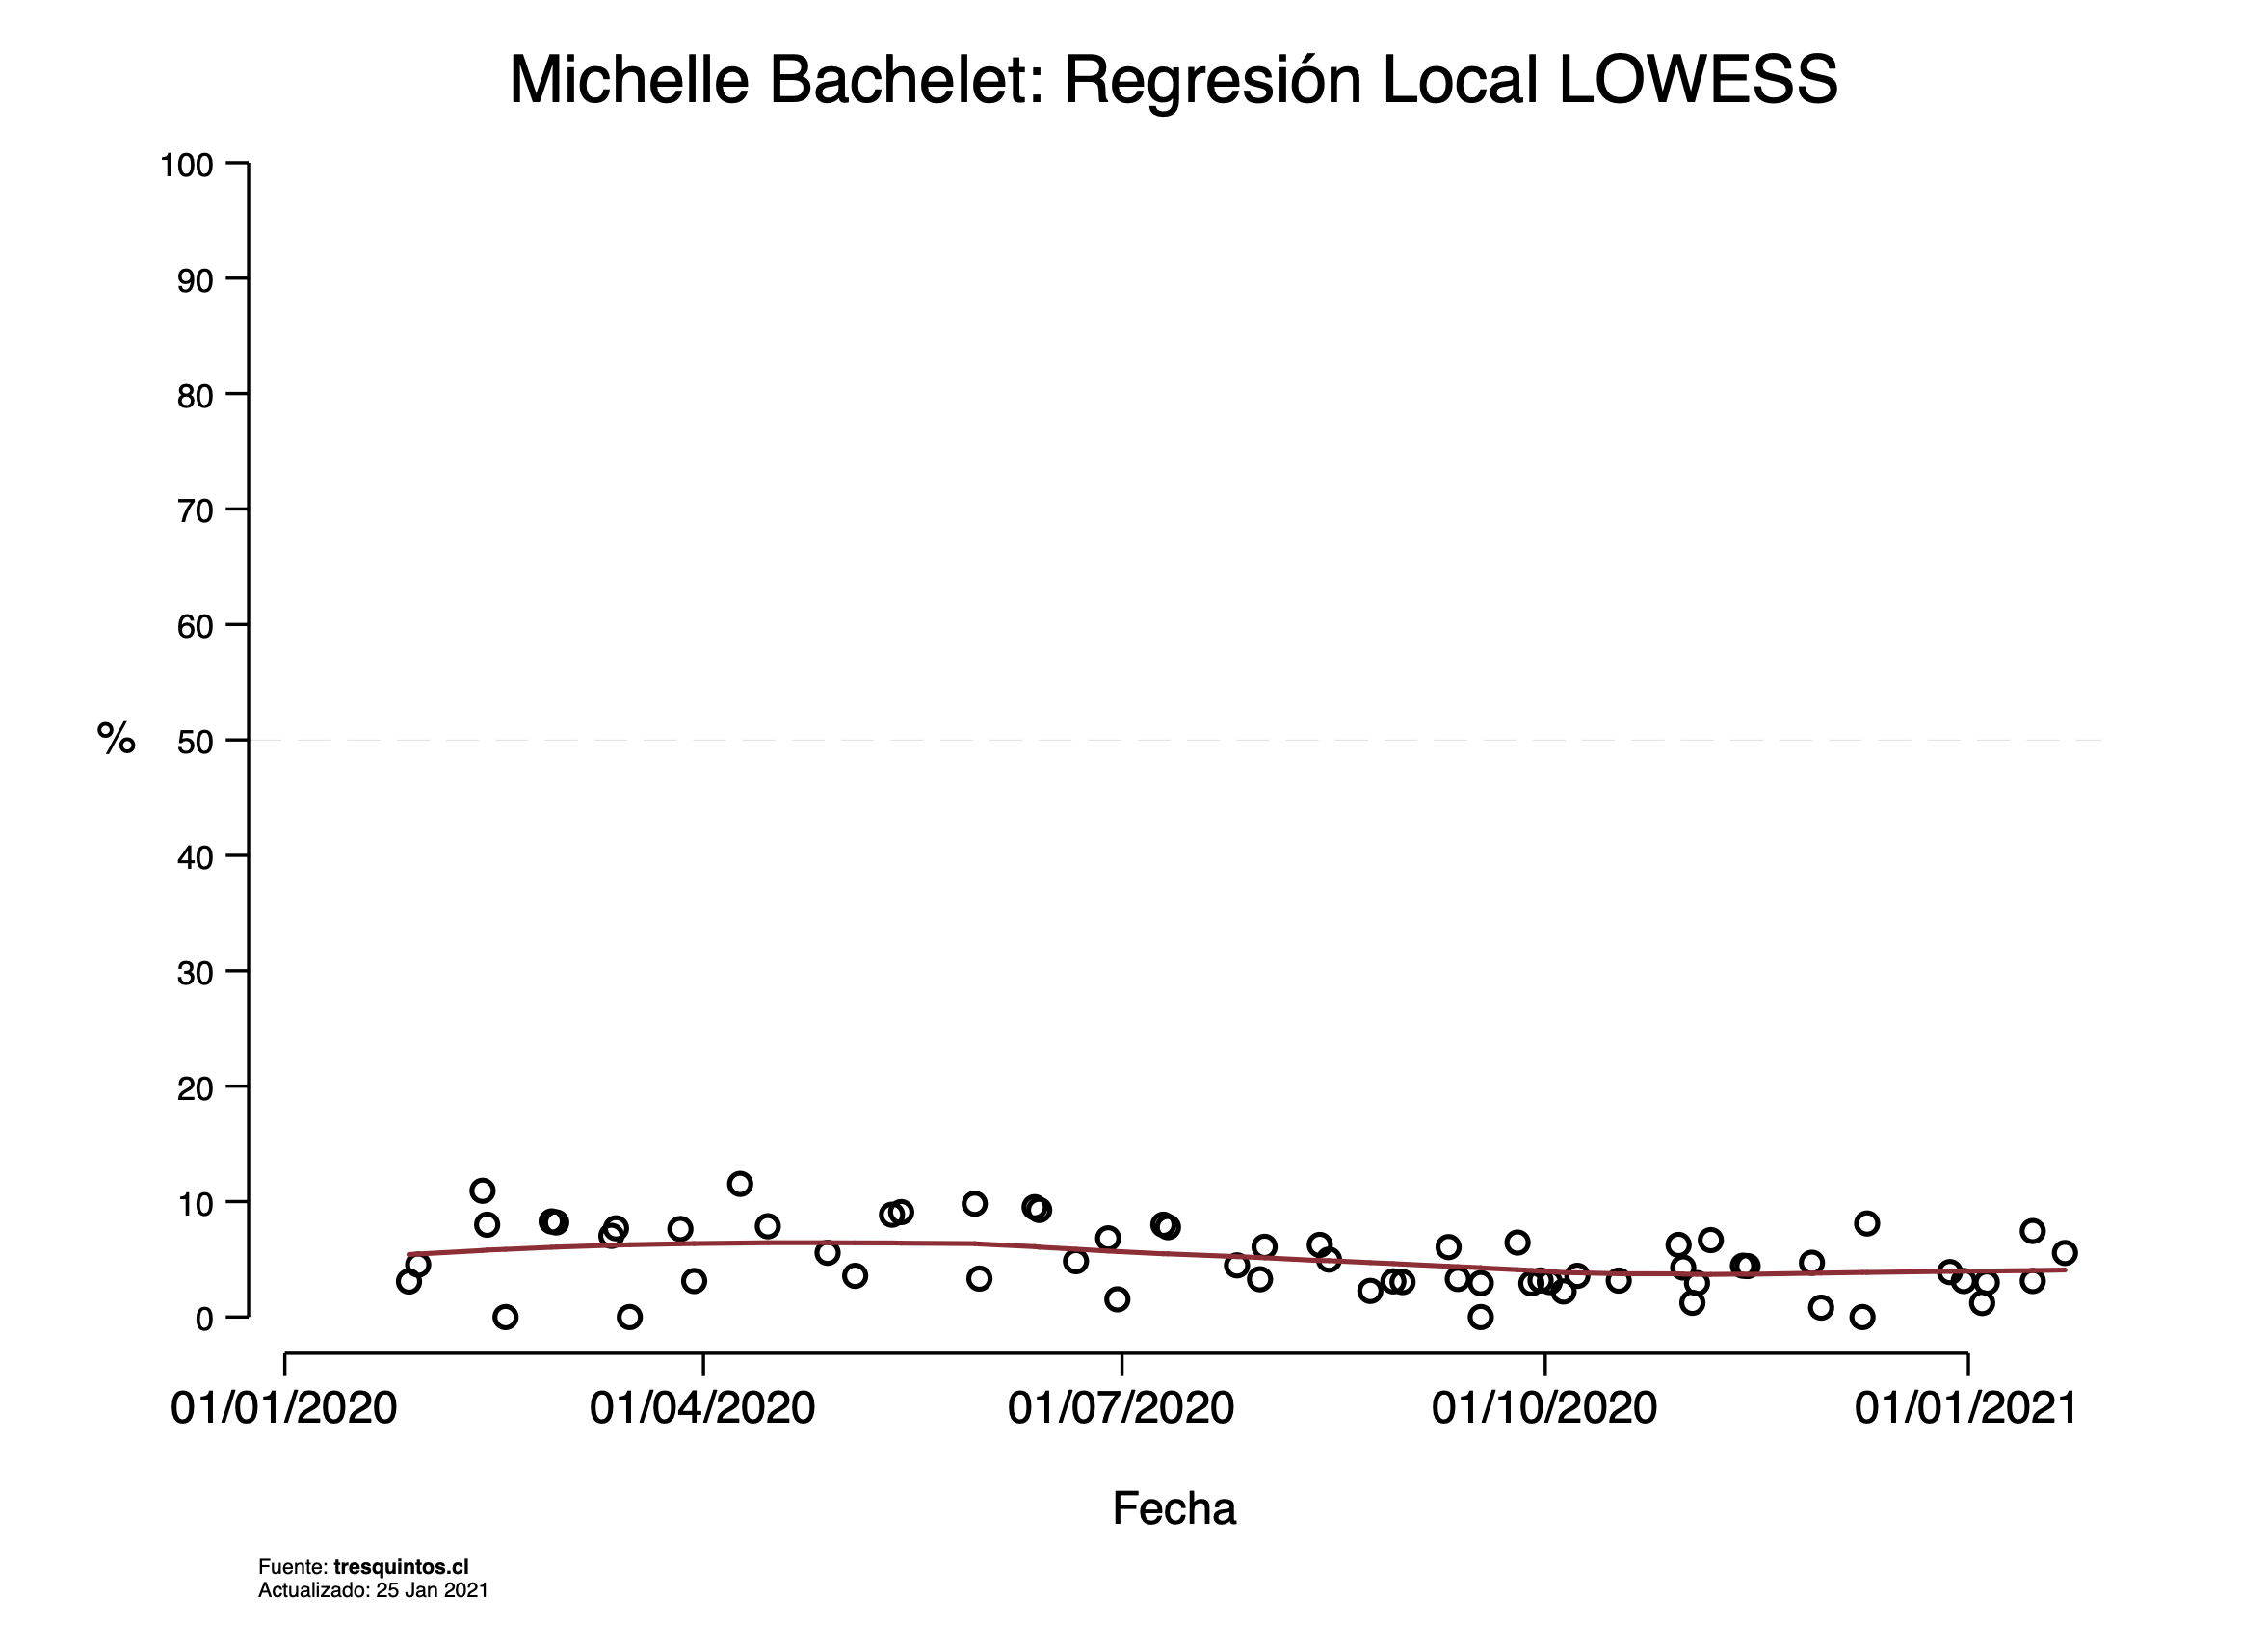 Michelle Bachelet: Regresión Local LOWESS
100
90
80
70
60
% 50
40
30
20
10
0
01/01/2020 01/04/2020 01/07/2020 01/10/2020 01/01/2021
Fecha
Fuente: tresquintos.cl
Actualizado: 25 Jan 2021